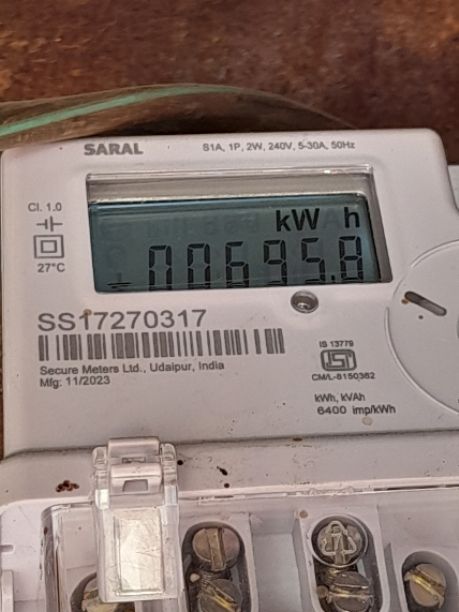 SARAL
S1A, 1P, 2W, 240V, 5-30A, 50Hz
kW h
Cl. 1.0
00695.8
27°C
SS17270317
Secure Meters Ltd., Udaipur, India
Mfg: 11/2023
IS 13779
ISI
CM/L-8150362
kWh, kVAh
6400 imp/kWh